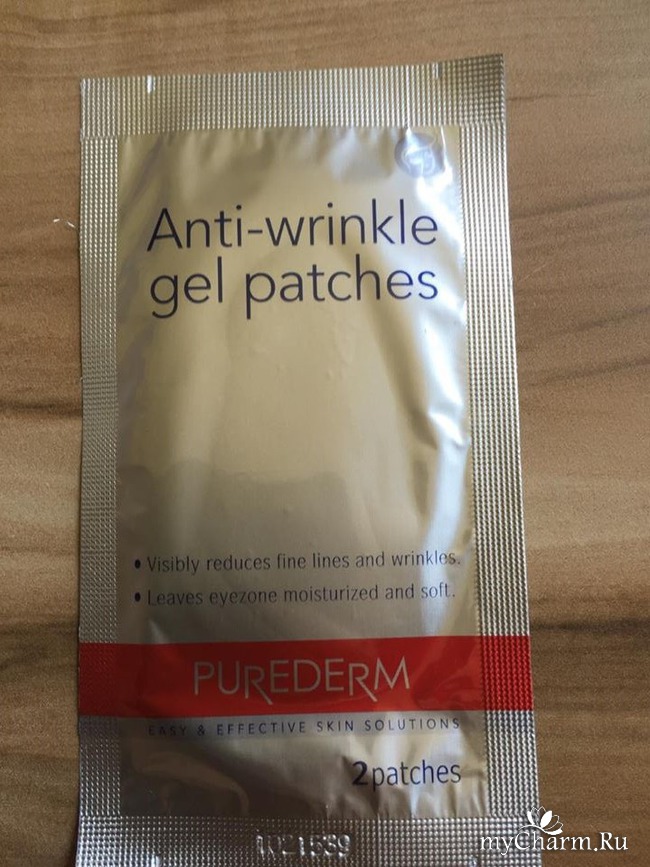 Anti-wrinkle
gel patches
• Visibly reduces fine lines and wrinkles.
• Leaves eyezone moisturized and soft.
PUREDERM
EASY & EFFECTIVE SKIN SOLUTIONS
2patches
1021539
myCharm.Ru